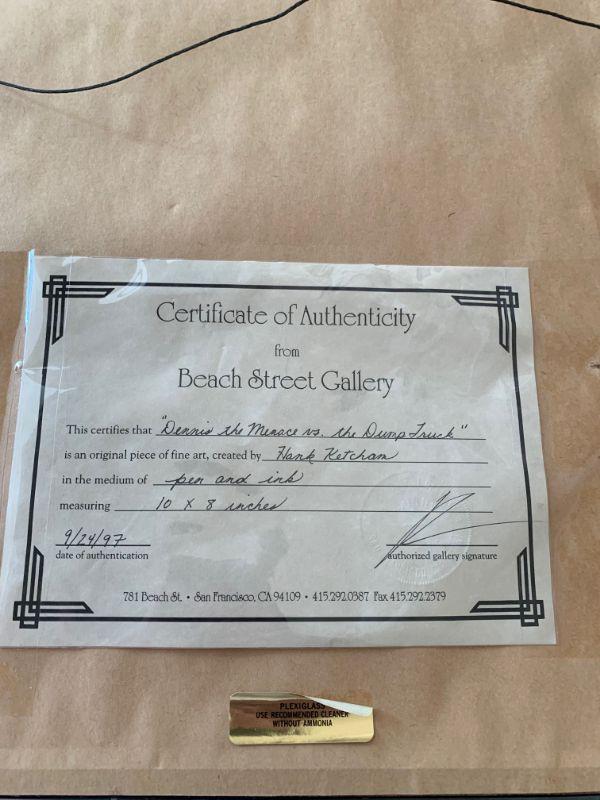 Certificate of Authenticity
from
Beach Street Gallery
This certifies that "Dennis the Menace vs. the Dump Truck"
is an original piece of fine art, created by Hank Ketcham
in the medium of pen and ink
measuring 10 X 8 inches
9/24/97
date of authentication
authorized gallery signature
781 Beach St. • San Francisco, CA 94109 • 415.292.0387 Fax 415.292.2379
PLEXIGLASS
USE RECOMMENDED CLEANER
WITHOUT AMMONIA